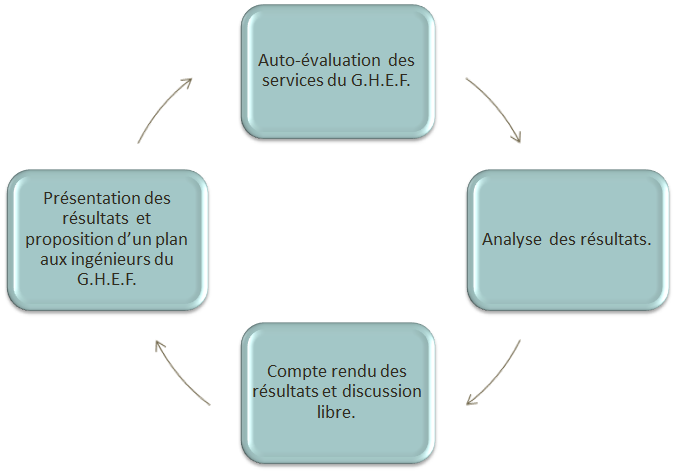 Auto-évaluation des
services du G.H.E.F.
Analyse des résultats.
Compte rendu des
résultats et discussion
libre.
Présentation des
résultats et
proposition d'un plan
aux ingénieurs du
G.H.E.F.